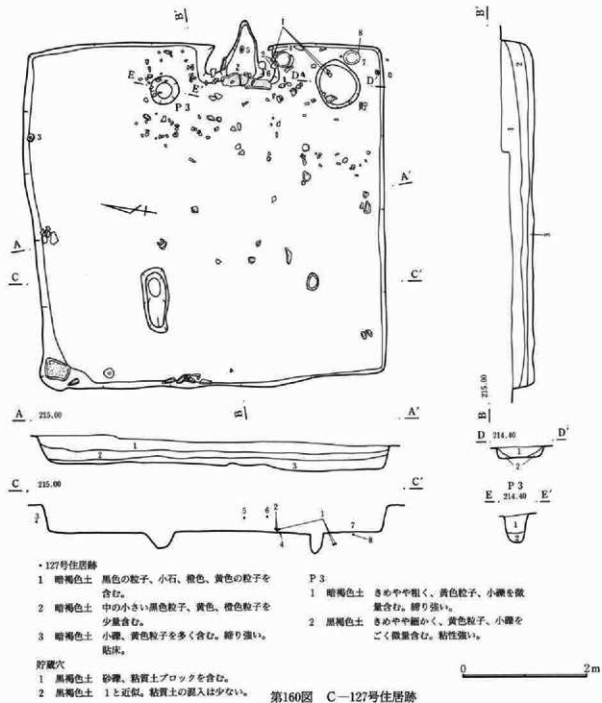 B′
B′
1
8
5
2
7
E
E′
D
D′
P 3
貯
3
A′
A
C
C′
1
2
3
B
A 215.00
A′
1
2
3
C 215.00
C′
3
5
6
2
1
7
4
8
B 215.00
D 214.40 D′
1
2
P 3
E 214.40 E′
1
2
・127号住居跡
1 暗褐色土 黒色の粒子、小石、橙色、黄色の粒子を
含む。
2 暗褐色土 中の小さい黒色粒子、黄色、橙色粒子を
少量含む。
3 暗褐色土 小礫、黄色粒子を多く含む。締り強い。
貼床。
貯蔵穴
1 黒褐色土 砂礫、粘質土ブロックを含む。
2 黒褐色土 1と近似。粘質土の混入は少ない。
P 3
1 暗褐色土 きめやや粗く、黄色粒子、小礫を微
量含む。締り強い。
2 黒褐色土 きめやや細かく、黄色粒子、小礫を
ごく微量含む。粘性強い。
0 2m
第160図 C－127号住居跡